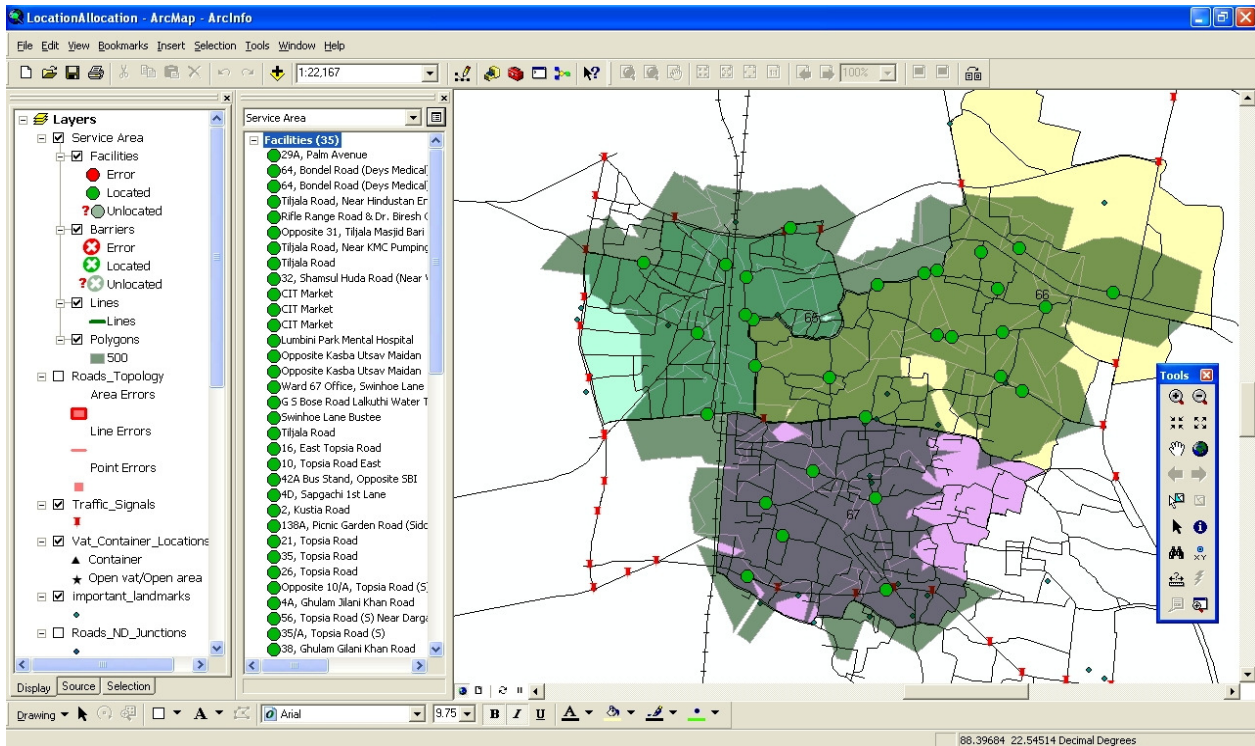 LocationAllocation - ArcMap - ArcInfo
File Edit View Bookmarks Insert Selection Tools Window Help
1:22,167
100%
Layers
Service Area
Facilities
Error
Located
Unlocated
Barriers
Error
Located
Unlocated
Lines
Lines
Polygons
500
Roads_Topology
Area Errors
Line Errors
Point Errors
Traffic_Signals
Vat_Container_Locations
Container
Open vat/Open area
important_landmarks
Roads_ND_Junctions
Display Source Selection
Service Area
Facilities (35)
29A, Palm Avenue
64, Bondel Road (Deys Medical
64, Bondel Road (Deys Medical
Tiljala Road, Near Hindustan Er
Rifle Range Road & Dr. Biresh
Opposite 31, Tiljala Masjid Bari
Tiljala Road, Near KMC Pumping
Tiljala Road
32, Shamsul Huda Road (Near
CIT Market
CIT Market
CIT Market
Lumbini Park Mental Hospital
Opposite Kasba Utsav Maidan
Opposite Kasba Utsav Maidan
Ward 67 Office, Swinhoe Lane
G S Bose Road Lalkuthi Water T
Swinhoe Lane Bustee
Tiljala Road
16, East Topsia Road
10, Topsia Road East
42A Bus Stand, Opposite SBI
4D, Sapgachi 1st Lane
2, Kustia Road
138A, Picnic Garden Road (Sidd
21, Topsia Road
35, Topsia Road
26, Topsia Road
Opposite 10/A, Topsia Road (S)
4A, Ghulam Jilani Khan Road
56, Topsia Road (S) Near Darga
35/A, Topsia Road (S)
38, Ghulam Gilani Khan Road
66
65
67
Tools
XY
Drawing
Arial
9.75
B I U A
88.39684 22.54514 Decimal Degrees